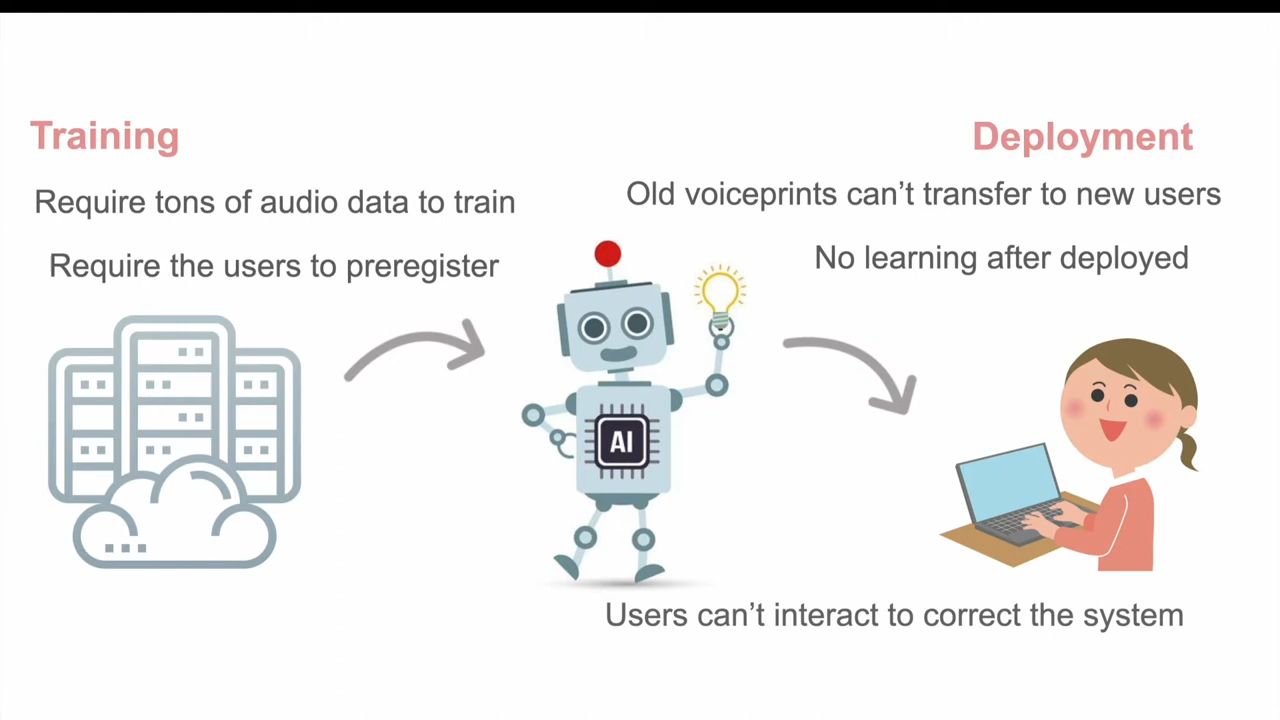 Training
Require tons of audio data to train
Require the users to preregister
Deployment
Old voiceprints can’t transfer to new users
No learning after deployed
AI
Users can’t interact to correct the system